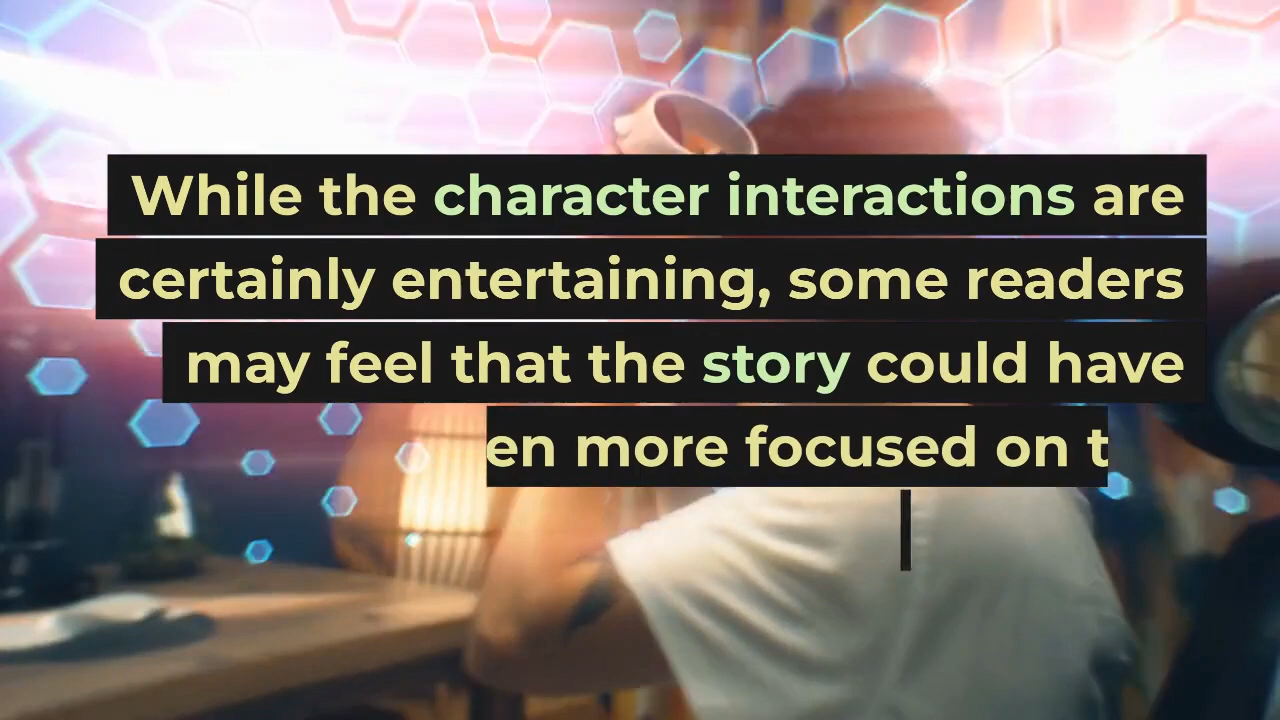 While the character interactions are
certainly entertaining, some readers
may feel that the story could have
more focused on